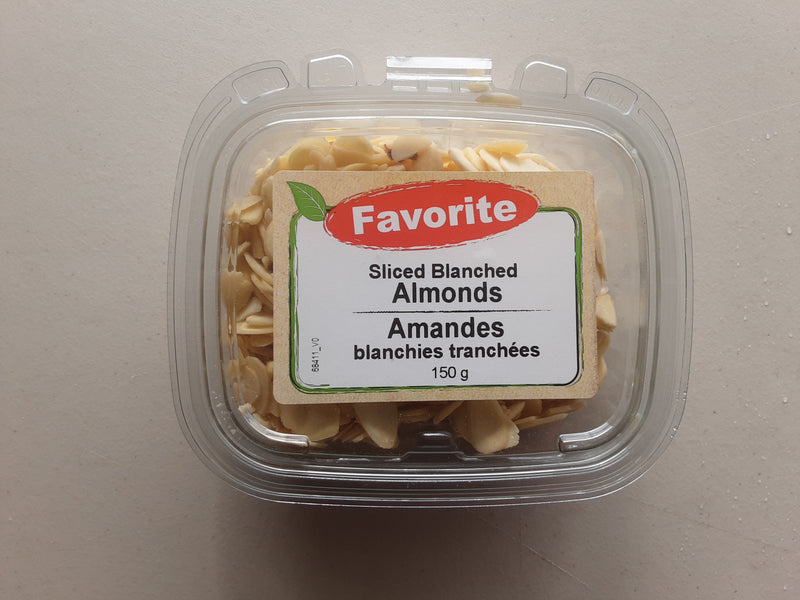 Favorite
Sliced Blanched
Almonds
Amandes
blanchies tranchées
150 g
68411_V0